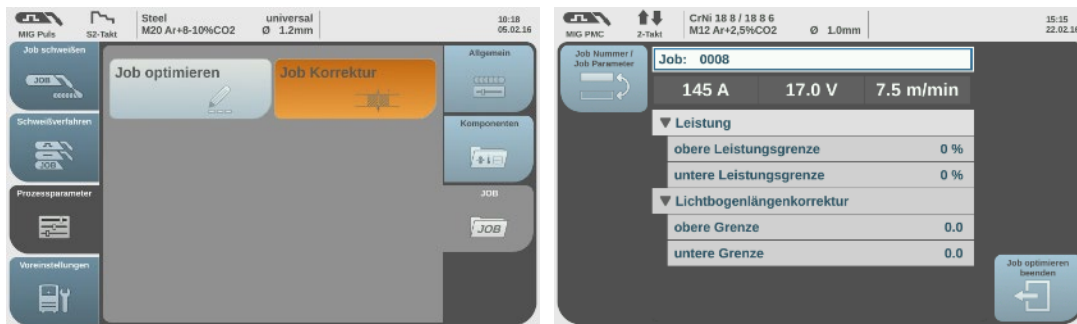 MIG Puls
S2-Takt
Steel
M20 Ar+8-10%CO2
universal
Ø 1.2mm
10:18
05.02.16
Job schweißen
JOB
Schweißverfahren
JOB
Prozessparameter
Voreinstellungen
Job optimieren
Job Korrektur
Allgemein
Komponenten
JOB
JOB
MIG PMC
2-Takt
CrNi 18 8 / 18 8 6
M12 Ar+2,5%CO2
Ø 1.0mm
15:15
22.02.16
Job Nummer /
Job Parameter
Job: 0008
145 A 17.0 V 7.5 m/min
▼ Leistung
obere Leistungsgrenze 0 %
untere Leistungsgrenze 0 %
▼ Lichtbogenlängenkorrektur
obere Grenze 0.0
untere Grenze 0.0
Job optimieren
beenden